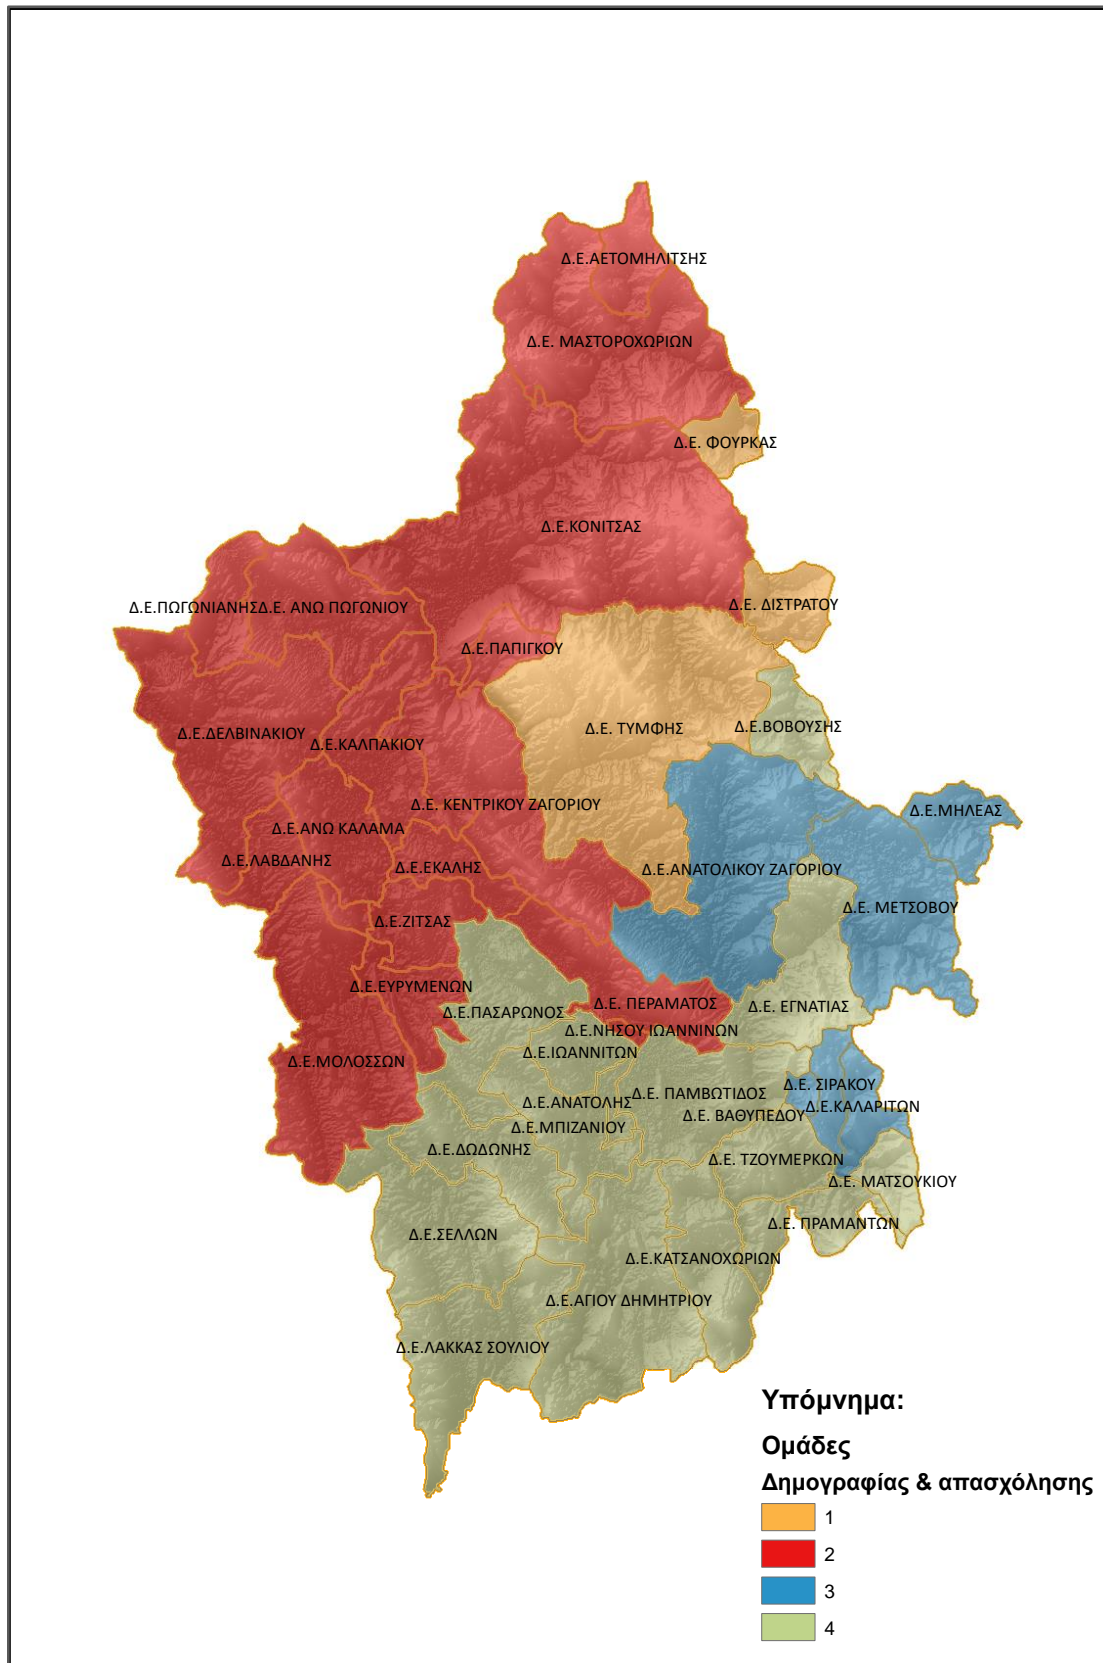 Δ.Ε.ΑΕΤΟΜΗΛΙΤΣΗΣ
Δ.Ε. ΜΑΣΤΟΡΟΧΩΡΙΩΝ
Δ.Ε. ΦΟΥΡΚΑΣ
Δ.Ε.ΚΟΝΙΤΣΑΣ
Δ.Ε.ΠΩΓΩΝΙΑΝΗΣ
Δ.Ε. ΑΝΩ ΠΩΓΩΝΙΟΥ
Δ.Ε. ΔΙΣΤΡΑΤΟΥ
Δ.Ε.ΠΑΠΙΓΚΟΥ
Δ.Ε. ΤΥΜΦΗΣ
Δ.Ε.ΒΟΒΟΥΣΗΣ
Δ.Ε.ΔΕΛΒΙΝΑΚΙΟΥ
Δ.Ε.ΚΑΛΠΑΚΙΟΥ
Δ.Ε. ΚΕΝΤΡΙΚΟΥ ΖΑΓΟΡΙΟΥ
Δ.Ε.ΜΗΛΕΑΣ
Δ.Ε.ΑΝΩ ΚΑΛΑΜΑ
Δ.Ε.ΛΑΒΔΑΝΗΣ
Δ.Ε.ΕΚΑΛΗΣ
Δ.Ε.ΑΝΑΤΟΛΙΚΟΥ ΖΑΓΟΡΙΟΥ
Δ.Ε. ΜΕΤΣΟΒΟΥ
Δ.Ε.ΖΙΤΣΑΣ
Δ.Ε.ΕΥΡΥΜΕΝΩΝ
Δ.Ε.ΠΑΣΑΡΩΝΟΣ
Δ.Ε. ΠΕΡΑΜΑΤΟΣ
Δ.Ε. ΕΓΝΑΤΙΑΣ
Δ.Ε.ΝΗΣΟΥ ΙΩΑΝΝΙΝΩΝ
Δ.Ε.ΙΩΑΝΝΙΤΩΝ
Δ.Ε.ΜΟΛΟΣΣΩΝ
Δ.Ε. ΣΙΡΑΚΟΥ
Δ.Ε. ΠΑΜΒΩΤΙΔΟΣ
Δ.Ε.ΑΝΑΤΟΛΗΣ
Δ.Ε.ΚΑΛΑΡΙΤΩΝ
Δ.Ε. ΒΑΘΥΠΕΔΟΥ
Δ.Ε.ΜΠΙΖΑΝΙΟΥ
Δ.Ε.ΔΩΔΩΝΗΣ
Δ.Ε. ΤΖΟΥΜΕΡΚΩΝ
Δ.Ε. ΜΑΤΣΟΥΚΙΟΥ
Δ.Ε. ΠΡΑΜΑΝΤΩΝ
Δ.Ε.ΣΕΛΛΩΝ
Δ.Ε.ΚΑΤΣΑΝΟΧΩΡΙΩΝ
Δ.Ε.ΑΓΙΟΥ ΔΗΜΗΤΡΙΟΥ
Δ.Ε.ΛΑΚΚΑΣ ΣΟΥΛΙΟΥ
Υπόμνημα:
Ομάδες
Δημογραφίας & απασχόλησης
1
2
3
4